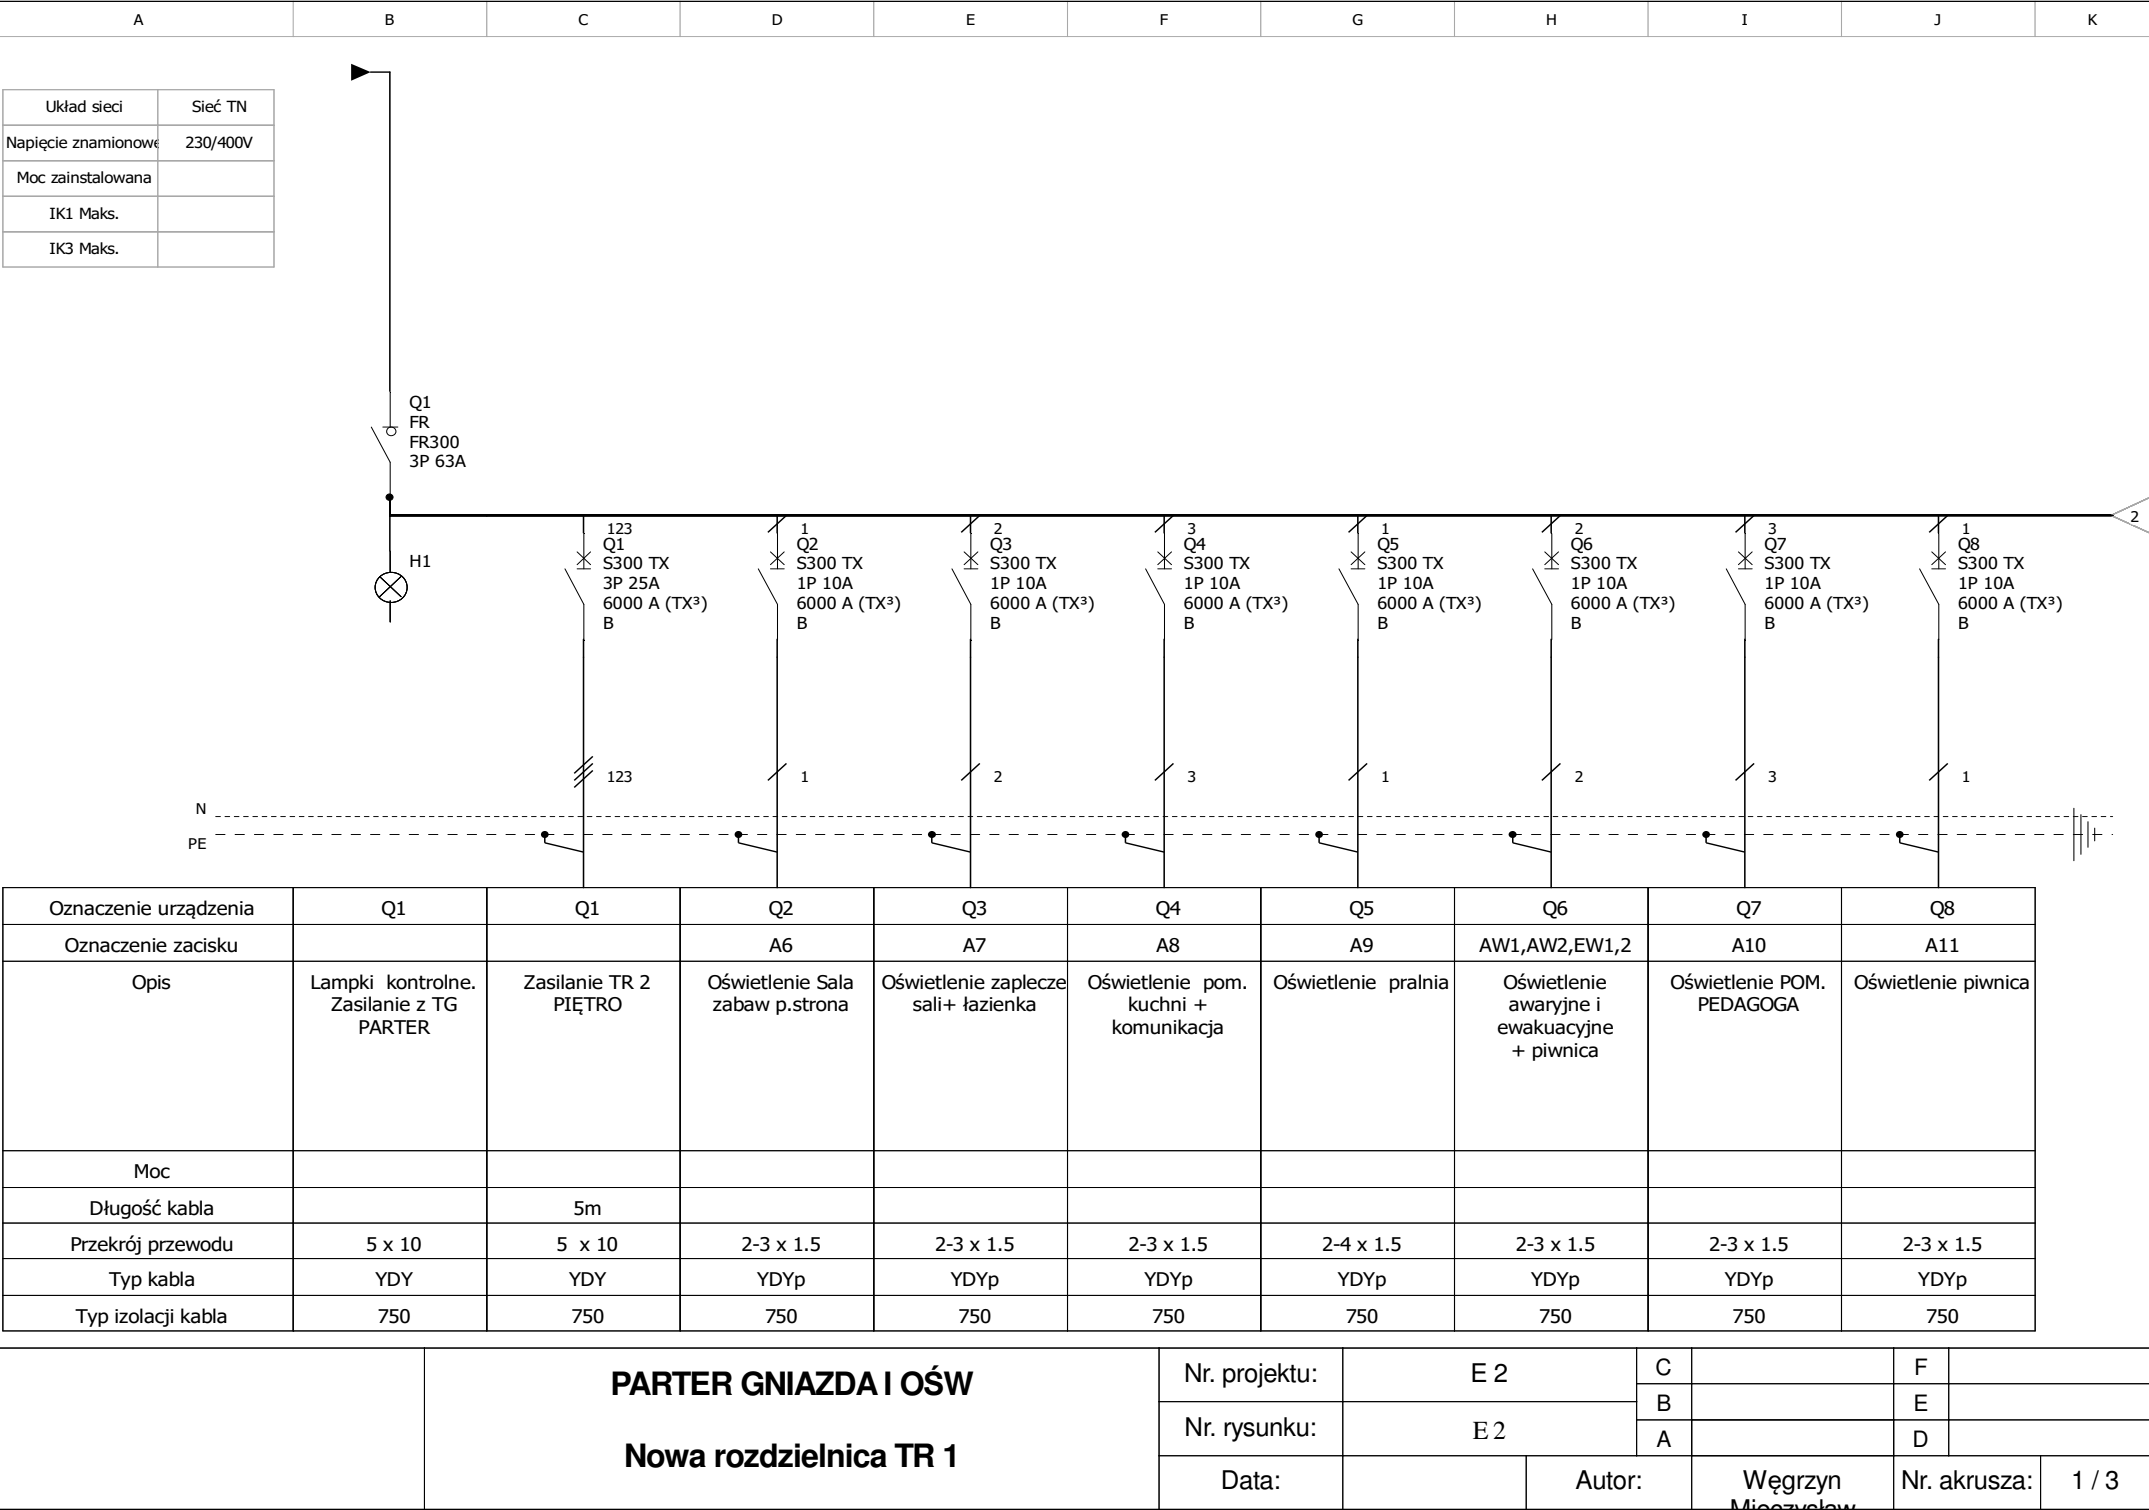 A B C D E F G H I J K
Układ sieci Sieć TN
Napięcie znamionowe 230/400V
Moc zainstalowana
IK1 Maks.
IK3 Maks.
Q1
FR
FR300
3P 63A
H1
2
123
Q1
S300 TX
3P 25A
6000 A (TX³)
B
1
Q2
S300 TX
1P 10A
6000 A (TX³)
B
2
Q3
S300 TX
1P 10A
6000 A (TX³)
B
3
Q4
S300 TX
1P 10A
6000 A (TX³)
B
1
Q5
S300 TX
1P 10A
6000 A (TX³)
B
2
Q6
S300 TX
1P 10A
6000 A (TX³)
B
3
Q7
S300 TX
1P 10A
6000 A (TX³)
B
1
Q8
S300 TX
1P 10A
6000 A (TX³)
B
123 1 2 3 1 2 3 1
N
PE
Oznaczenie urządzenia Q1 Q1 Q2 Q3 Q4 Q5 Q6 Q7 Q8
Oznaczenie zacisku A6 A7 A8 A9 AW1,AW2,EW1,2 A10 A11
Opis
Lampki kontrolne.
Zasilanie z TG
PARTER
Zasilanie TR 2
PIĘTRO
Oświetlenie Sala
zabaw p.strona
Oświetlenie zaplecze
sali+ łazienka
Oświetlenie pom.
kuchni +
komunikacja
Oświetlenie pralnia
Oświetlenie
awaryjne i
ewakuacyjne
+ piwnica
Oświetlenie POM.
PEDAGOGA
Oświetlenie piwnica
Moc
Długość kabla 5m
Przekrój przewodu 5 x 10 5 x 10 2-3 x 1.5 2-3 x 1.5 2-3 x 1.5 2-4 x 1.5 2-3 x 1.5 2-3 x 1.5 2-3 x 1.5
Typ kabla YDY YDY YDYp YDYp YDYp YDYp YDYp YDYp YDYp
Typ izolacji kabla 750 750 750 750 750 750 750 750 750
PARTER GNIAZDA I OŚW
Nowa rozdzielnica TR 1
Nr. projektu: E 2
Nr. rysunku: E 2
C F
B E
A D
Data: Autor: Węgrzyn
Mieczysław
Nr. akrusza: 1 / 3